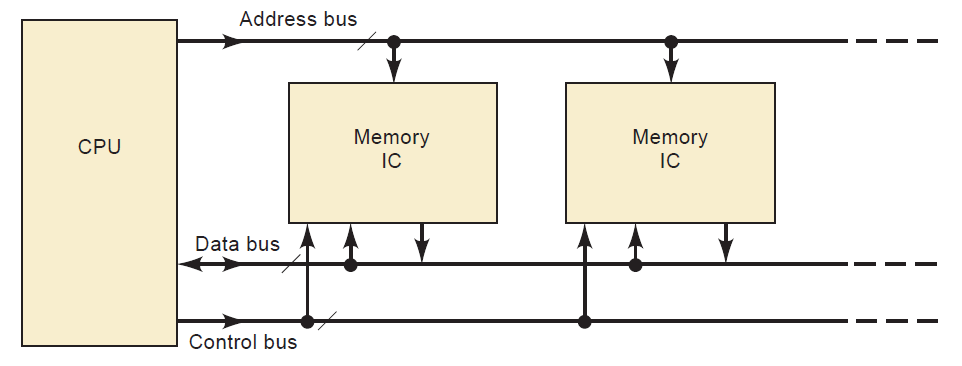 Address bus
CPU
Memory
IC
Memory
IC
Data bus
Control bus